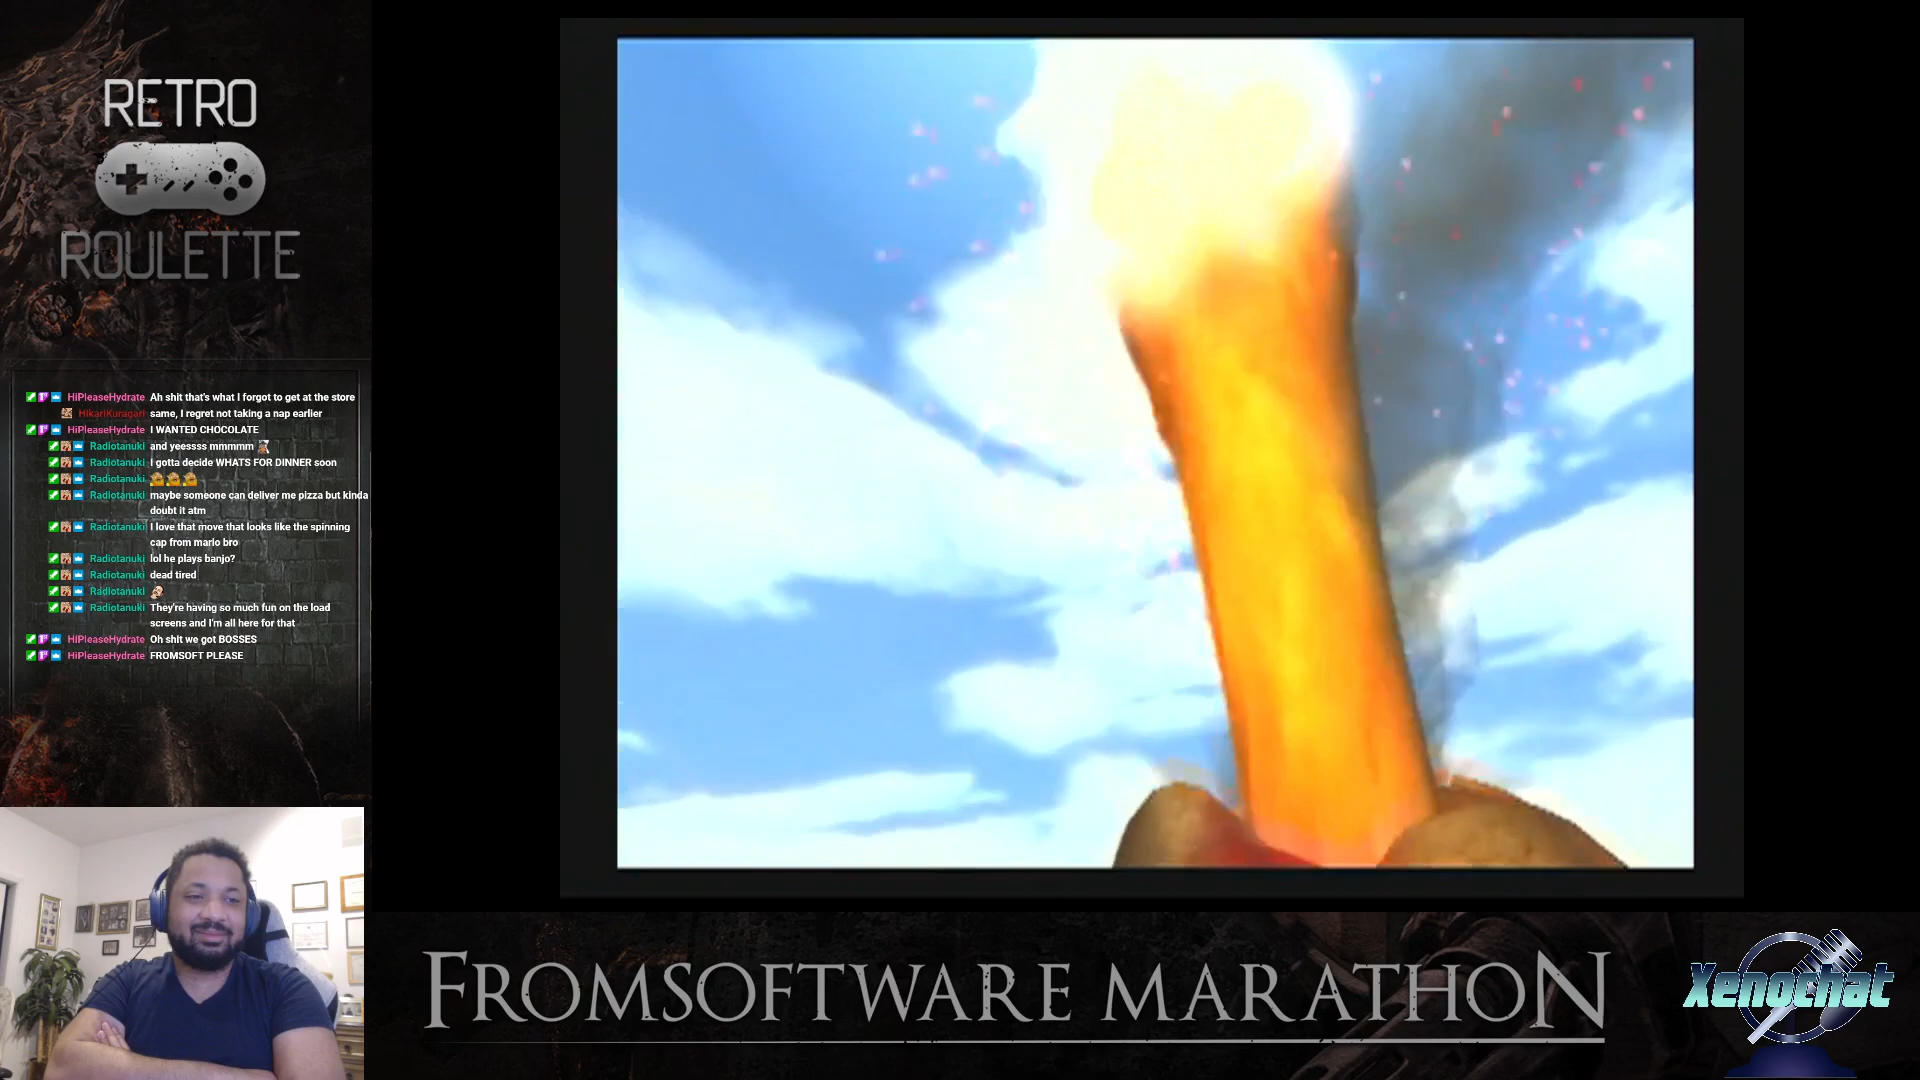 RETRO
ROULETTE
HiPleaseHydrate Ah shit that's what I forgot to get at the store
HikariKuragari same, I regret not taking a nap earlier
HiPleaseHydrate I WANTED CHOCOLATE
Radiotanuki and yeessss mmmmm
Radiotanuki I gotta decide WHATS FOR DINNER soon
Radiotanuki
Radiotanuki maybe someone can deliver me pizza but kinda
doubt it atm
Radiotanuki I love that move that looks like the spinning
cap from mario bro
Radiotanuki lol he plays banjo?
Radiotanuki dead tired
Radiotanuki
Radiotanuki They're having so much fun on the load
screens and I'm all here for that
HiPleaseHydrate Oh shit we got BOSSES
HiPleaseHydrate FROMSOFT PLEASE
FROMSOFTWARE MARATHON
Xenochat